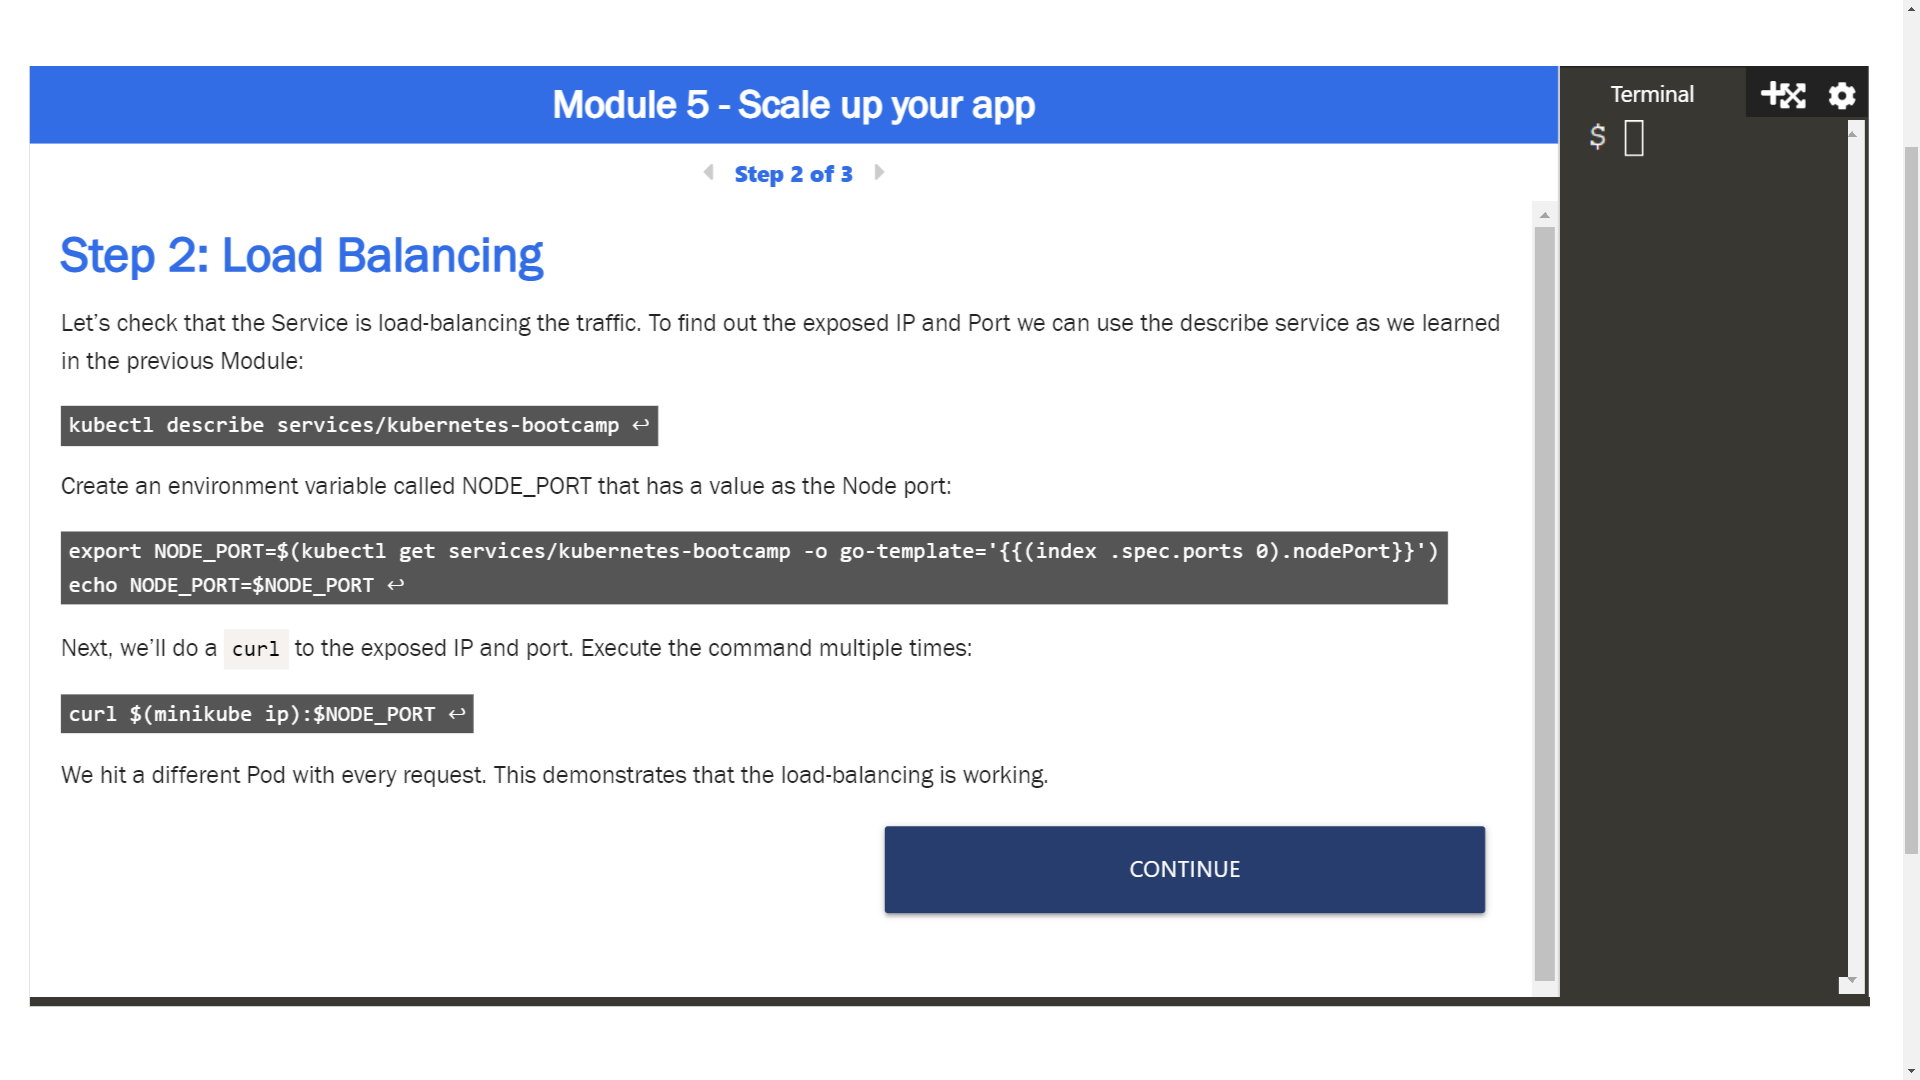 Module 5 - Scale up your app
Terminal
$
Step 2 of 3
Step 2: Load Balancing
Let’s check that the Service is load-balancing the traffic. To find out the exposed IP and Port we can use the describe service as we learned
in the previous Module:
kubectl describe services/kubernetes-bootcamp ↩
Create an environment variable called NODE_PORT that has a value as the Node port:
export NODE_PORT=$(kubectl get services/kubernetes-bootcamp -o go-template='{{(index .spec.ports 0).nodePort}}')
echo NODE_PORT=$NODE_PORT ↩
Next, we’ll do a curl to the exposed IP and port. Execute the command multiple times:
curl $(minikube ip):$NODE_PORT ↩
We hit a different Pod with every request. This demonstrates that the load-balancing is working.
CONTINUE